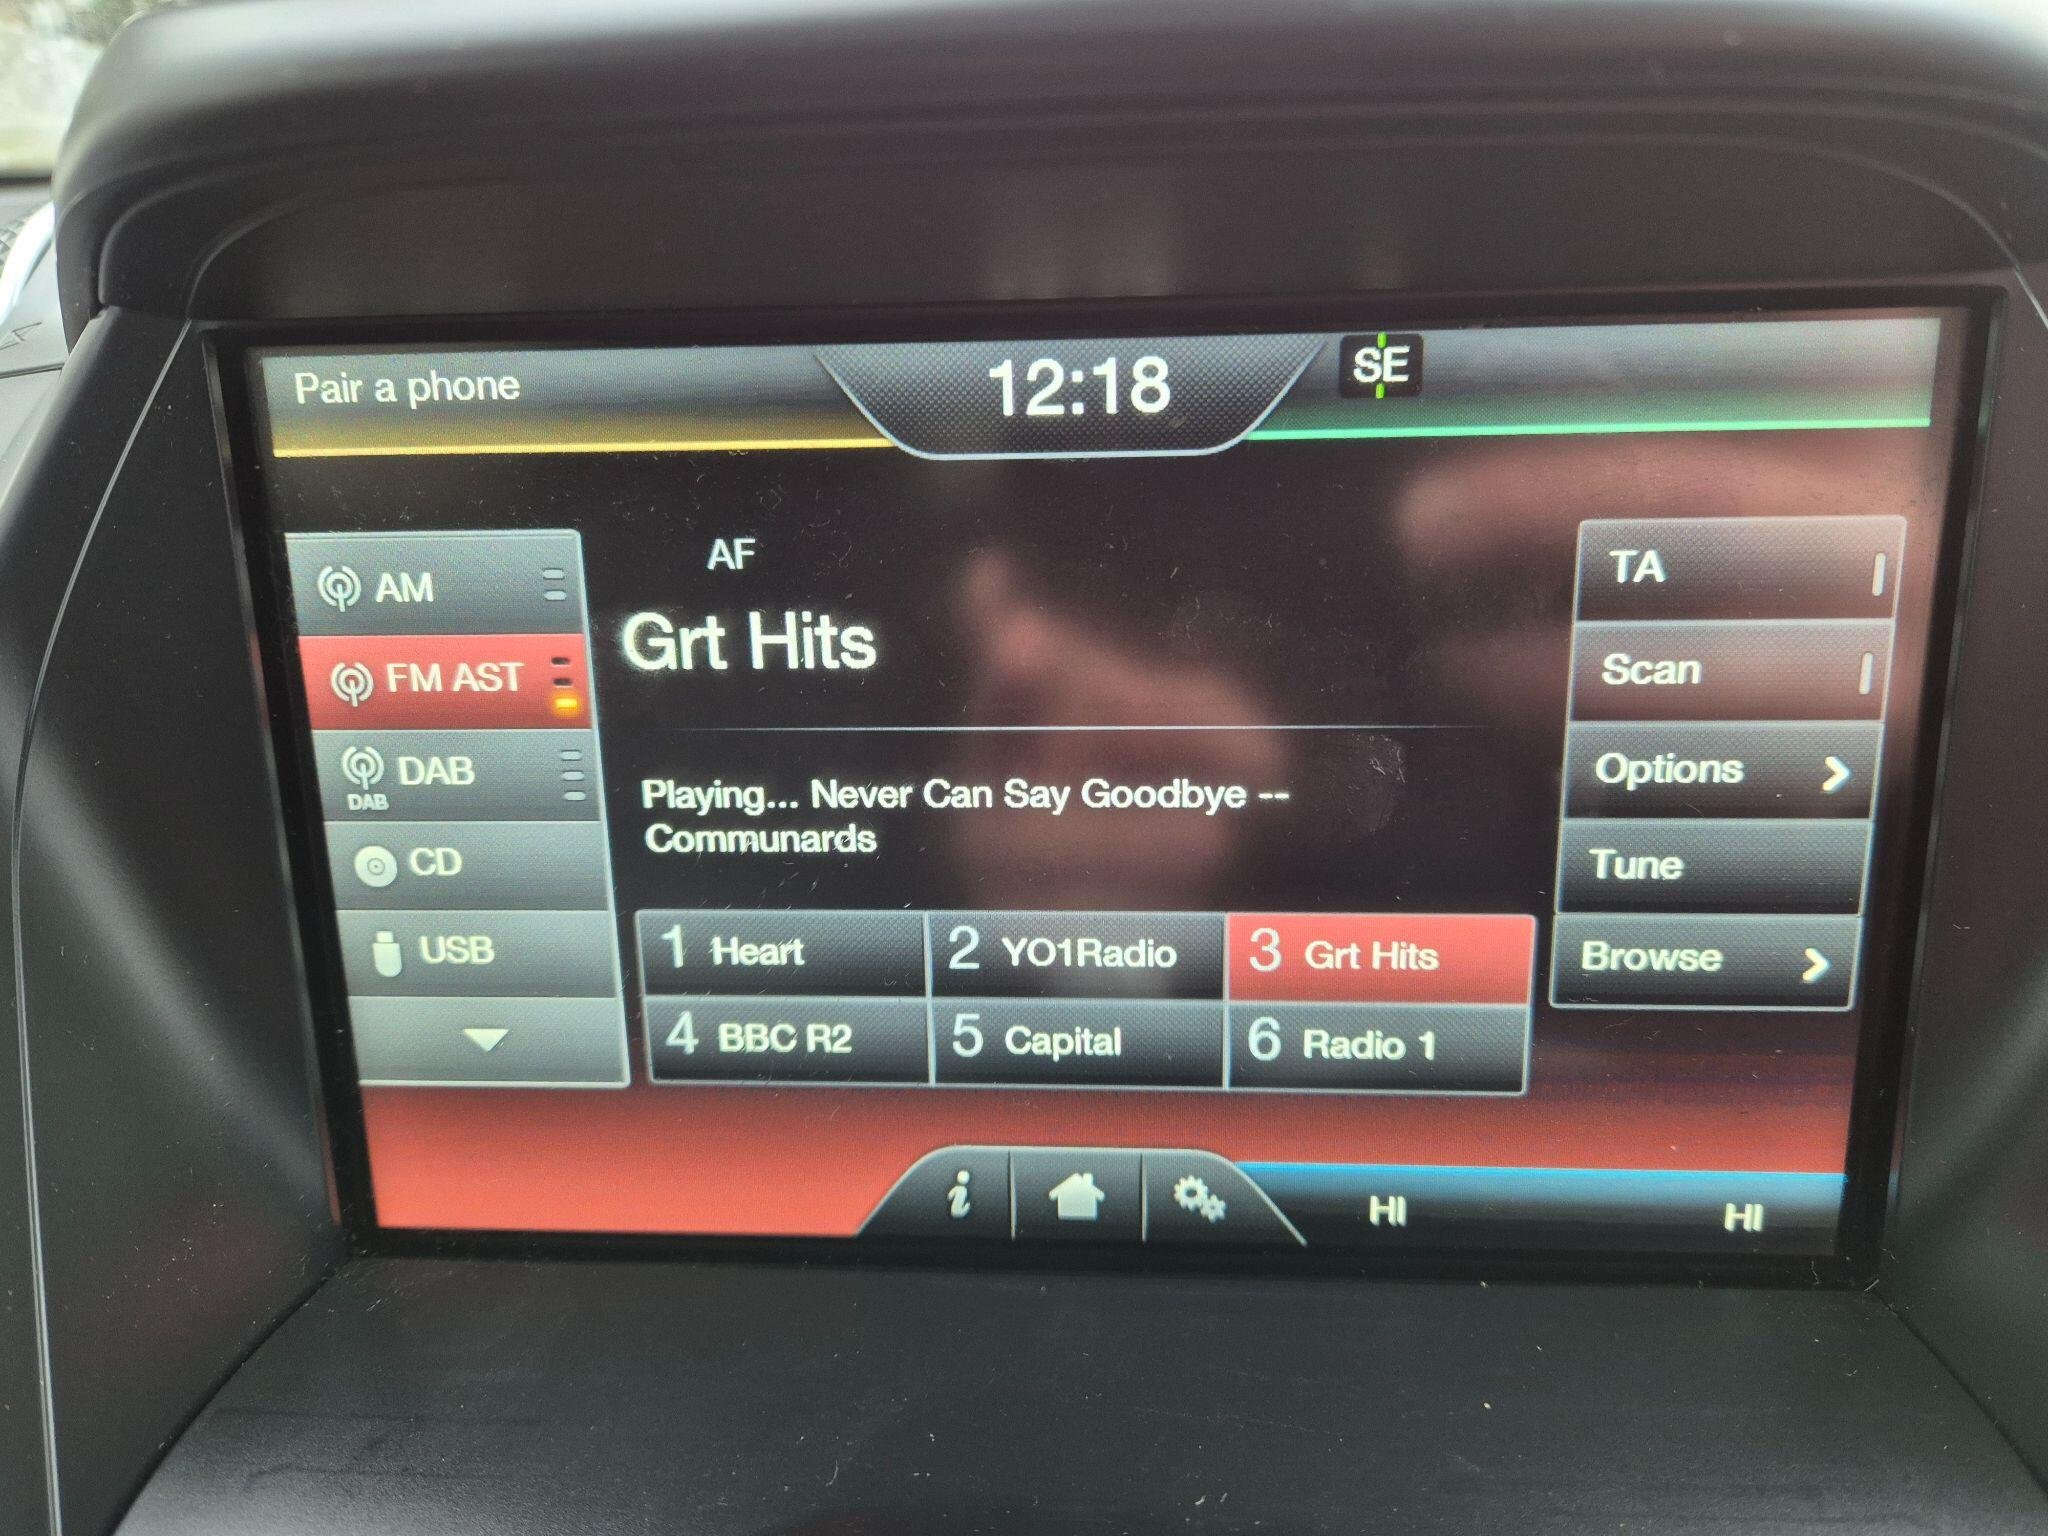 Pair a phone
12:18
SE
AM
FM AST
DAB
DAB
CD
USB
AF
Grt Hits
Playing... Never Can Say Goodbye --
Communards
1 Heart
2 YO1Radio
3 Grt Hits
4 BBC R2
5 Capital
6 Radio 1
TA
Scan
Options
Tune
Browse
i
HI
HI